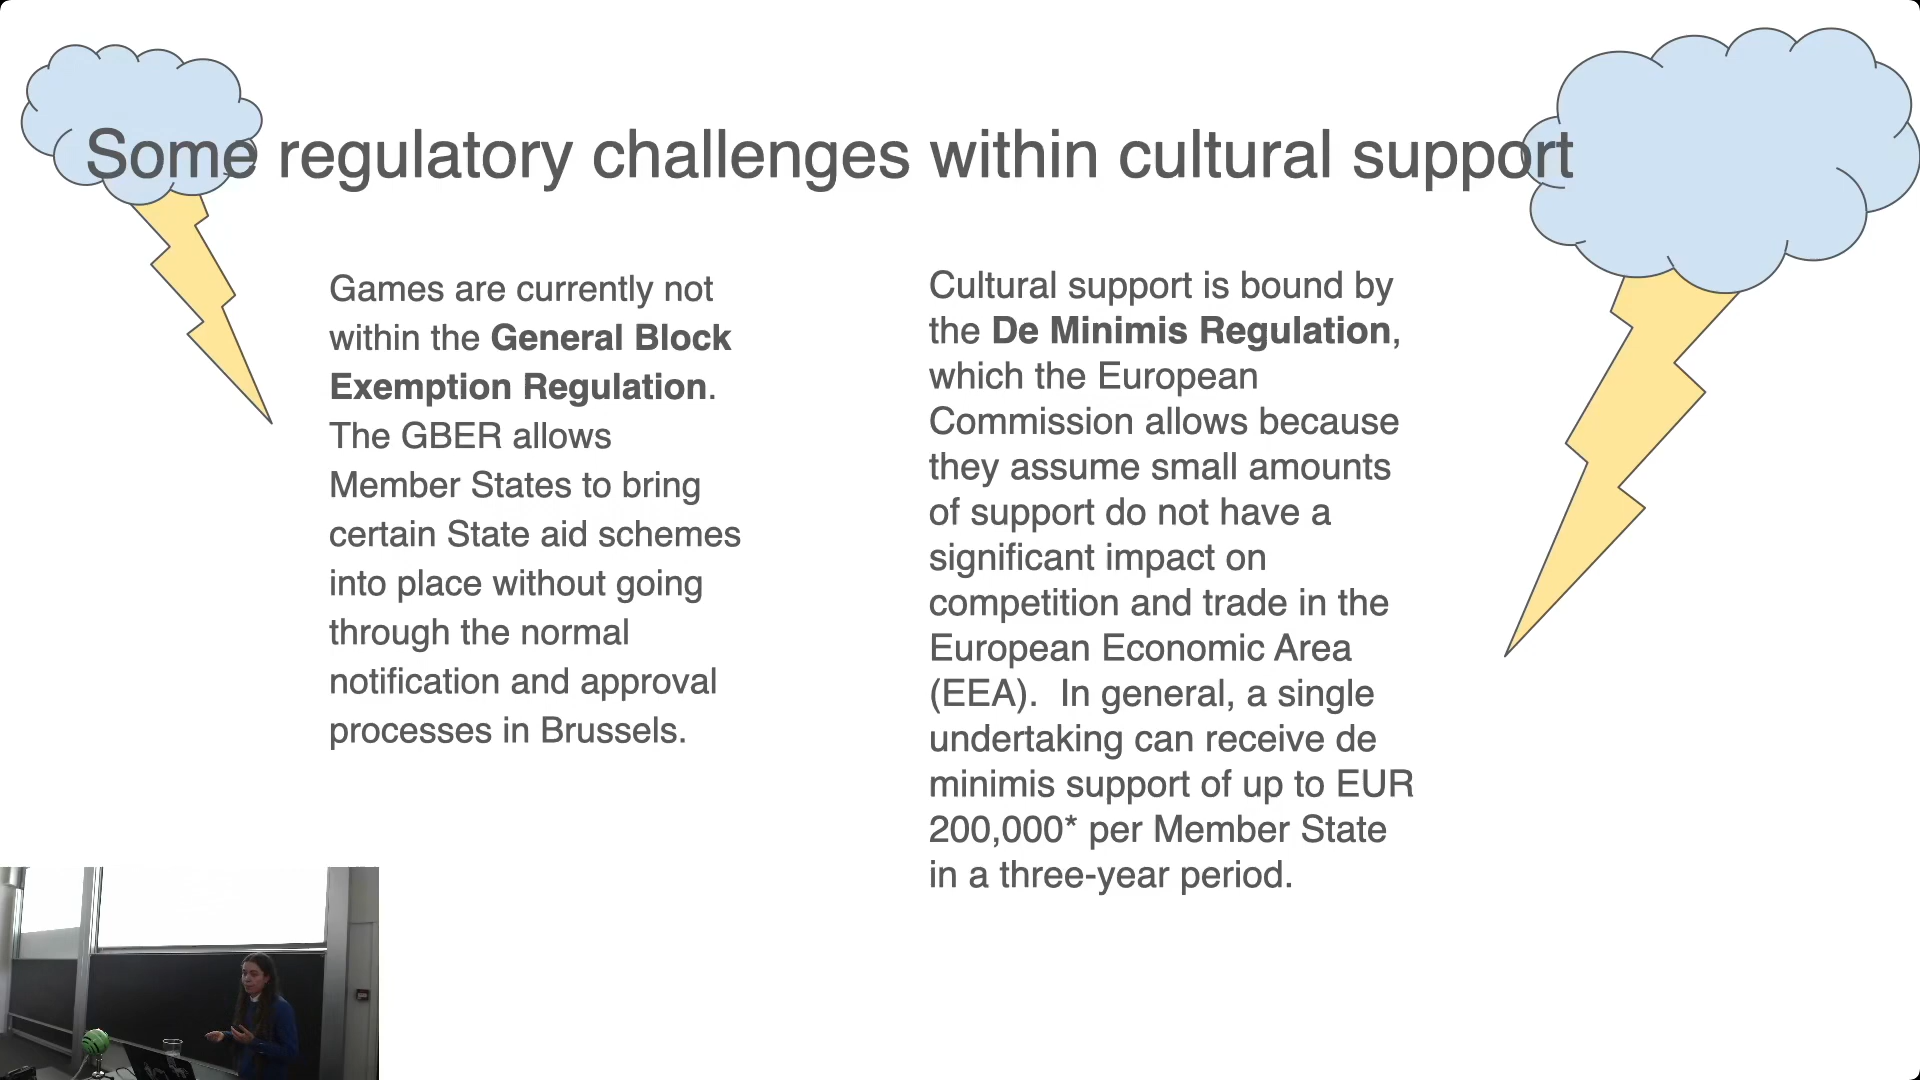 Some regulatory challenges within cultural support
Games are currently not
within the General Block
Exemption Regulation.
The GBER allows
Member States to bring
certain State aid schemes
into place without going
through the normal
notification and approval
processes in Brussels.
Cultural support is bound by
the De Minimis Regulation,
which the European
Commission allows because
they assume small amounts
of support do not have a
significant impact on
competition and trade in the
European Economic Area
(EEA).  In general, a single
undertaking can receive de
minimis support of up to EUR
200,000* per Member State
in a three-year period.